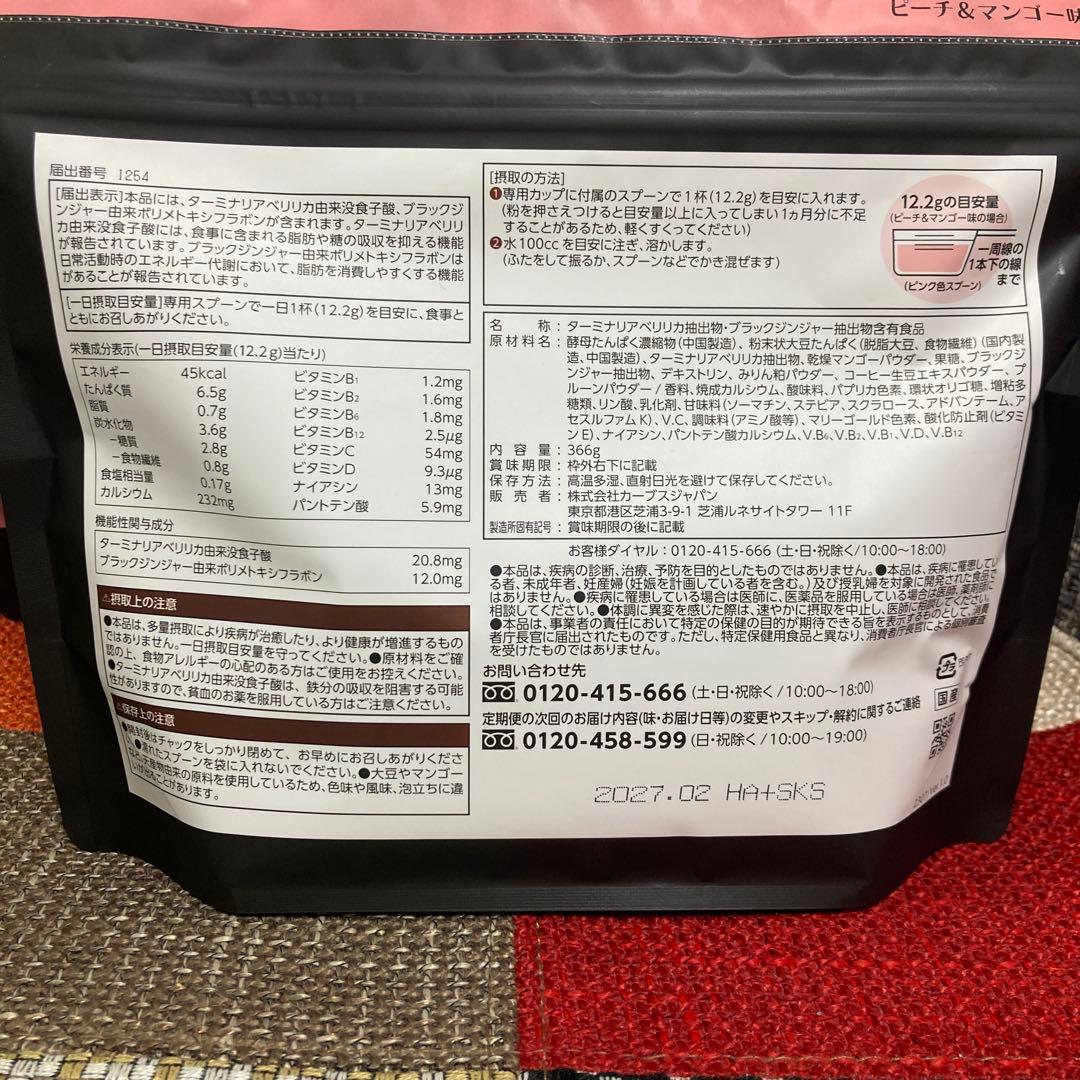 ピーチ&マンゴー味
届出番号 I254
[届出表示]本品には、ターミナリアベリリカ由来没食子酸、ブラックジ
ンジャー由来ポリメトキシフラボンが含まれます。ターミナリアベリリ
カ由来没食子酸には、食事に含まれる脂肪や糖の吸収を抑える機能
が報告されています。ブラックジンジャー由来ポリメトキシフラボンは
日常活動時のエネルギー代謝において、脂肪を消費しやすくする機能
があることが報告されています。
[一日摂取目安量]専用スプーンで一日1杯(12.2g)を目安に、食事と
ともにお召しあがりください。
栄養成分表示(一日摂取目安量(12.2g)当たり)
エネルギー 45kcal ビタミンB1 1.2mg
たんぱく質 6.5g ビタミンB2 1.6mg
脂質 0.7g ビタミンB6 1.8mg
炭水化物 3.6g ビタミンB12 2.5μg
－糖質 2.8g ビタミンC 54mg
－食物繊維 0.8g ビタミンD 9.3μg
食塩相当量 0.17g ナイアシン 13mg
カルシウム 232mg パントテン酸 5.9mg
機能性関与成分
ターミナリアベリリカ由来没食子酸 20.8mg
ブラックジンジャー由来ポリメトキシフラボン 12.0mg
⚠摂取上の注意
●本品は、多量摂取により疾病が治癒したり、より健康が増進するもの
ではありません。一日摂取目安量を守ってください。●原材料をご確
認の上、食物アレルギーの心配のある方はご使用をお控えください。
●ターミナリアベリリカ由来没食子酸は、鉄分の吸収を阻害する可能
性がありますので、貧血のお薬を服用している方はご注意ください。
⚠保存上の注意
●開封後はチャックをしっかり閉めて、お早めにお召しあがりくださ
い。●濡れたスプーンを袋に入れないでください。●大豆やマンゴー
など天産物由来の原料を使用しているため、色味や風味、泡立ちに違
いが出ることがあります。
[摂取の方法]
❶専用カップに付属のスプーンで1杯(12.2g)を目安に入れます。
(粉を押さえつけると目安量以上に入ってしまい1ヵ月分に不足
することがあるため、軽くすくってください)
❷水100ccを目安に注ぎ、溶かします。
(ふたをして振るか、スプーンなどでかき混ぜます)
12.2gの目安量
(ピーチ&マンゴー味の場合)
一周線の
1本下の線
まで
(ピンク色スプーン)
名称:ターミナリアベリリカ抽出物・ブラックジンジャー抽出物含有食品
原材料名:酵母たんぱく濃縮物(中国製造)、粉末状大豆たんぱく(脱脂大豆、食物繊維)(国内製
造、中国製造)、ターミナリアベリリカ抽出物、乾燥マンゴーパウダー、果糖、ブラックジ
ンジャー抽出物、デキストリン、みりん粕パウダー、コーヒー生豆エキスパウダー、プ
ルーンパウダー/香料、焼成カルシウム、酸味料、パプリカ色素、環状オリゴ糖、増粘多
糖類、リン酸、乳化剤、甘味料(ソーマチン、ステビア、スクラロース、アドバンテーム、ア
セスルファムK)、V.C、調味料(アミノ酸等)、マリーゴールド色素、酸化防止剤(ビタミ
ンE)、ナイアシン、パントテン酸カルシウム、V.B6、V.B2、V.B1、V.D、V.B12
内容量:366g
賞味期限:枠外右下に記載
保存方法:高温多湿、直射日光を避けて保存してください。
販売者:株式会社カーブスジャパン
東京都港区芝浦3-9-1 芝浦ルネサイトタワー 11F
製造所固有記号:賞味期限の後に記載
お客様ダイヤル:0120-415-666(土・日・祝除く/10:00～18:00)
●本品は、疾病の診断、治療、予防を目的としたものではありません。●本品は、疾病に罹患してい
る者、未成年者、妊産婦(妊娠を計画している者を含む。)及び授乳婦を対象に開発された食品で
はありません。●疾病に罹患している場合は医師に、医薬品を服用している場合は医師、薬剤師に
相談してください。●体調に異変を感じた際は、速やかに摂取を中止し、医師に相談してください。
●本品は、事業者の責任において特定の保健の目的が期待できる旨を表示するものとして、消費
者庁長官に届出されたものです。ただし、特定保健用食品と異なり、消費者庁長官による個別審査
を受けたものではありません。
お問い合わせ先
0120-415-666(土・日・祝除く/10:00～18:00)
定期便の次回のお届け内容(味・お届け日等)の変更やスキップ・解約に関するご連絡
0120-458-599(日・祝除く/10:00～19:00)
プラ
国産
2027.02 HA+SKS